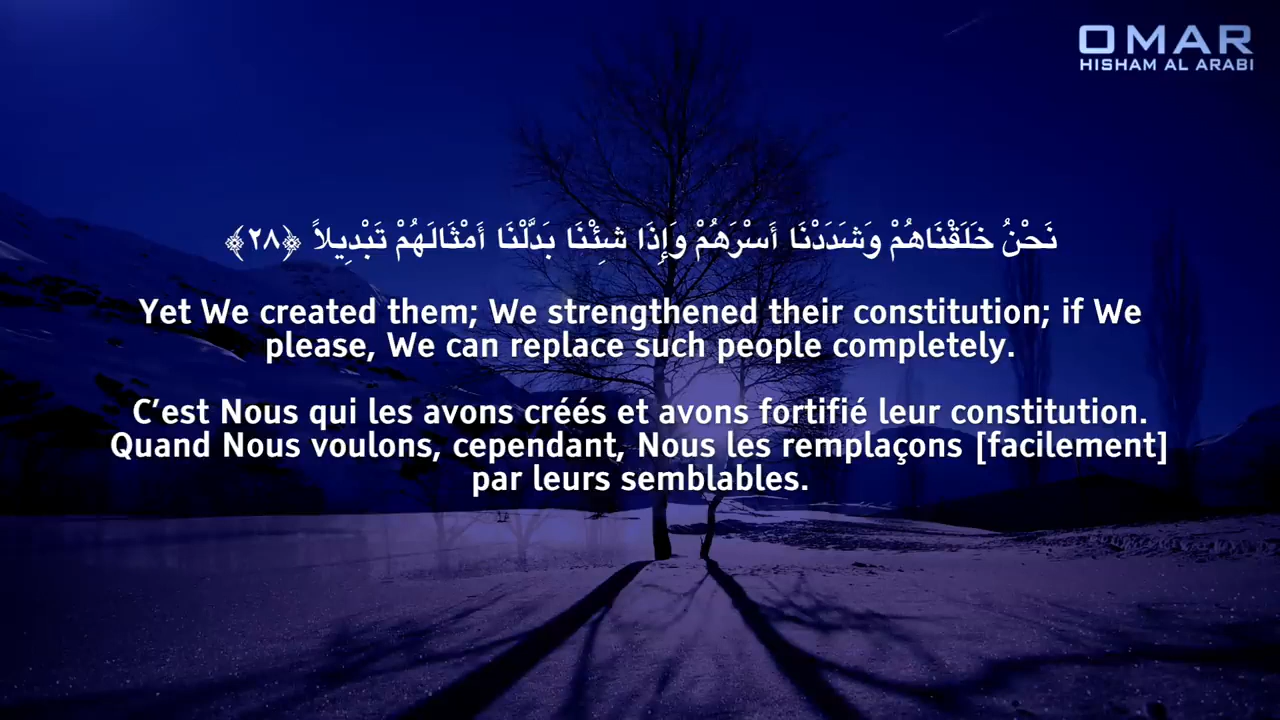 OMAR
HISHAM AL ARABI
نَحْنُ خَلَقْنَاهُمْ وَشَدَدْنَا أَسْرَهُمْ وَإِذَا شِئْنَا بَدَّلْنَا أَمْثَالَهُمْ تَبْدِيلاً ﴿٢٨﴾
Yet We created them; We strengthened their constitution; if We
please, We can replace such people completely.
C’est Nous qui les avons créés et avons fortifié leur constitution.
Quand Nous voulons, cependant, Nous les remplaçons [facilement]
par leurs semblables.